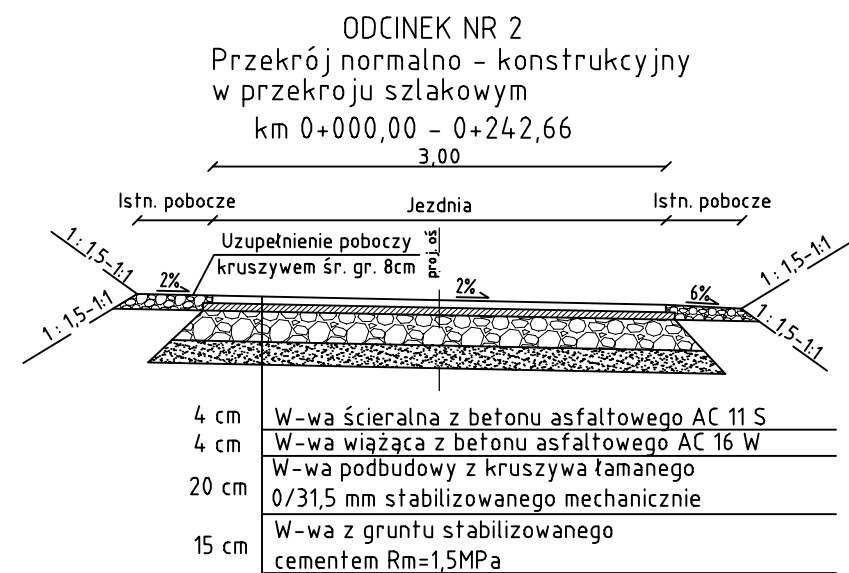 ODCINEK NR 2
Przekrój normalno - konstrukcyjny
w przekroju szlakowym
km 0+000,00 - 0+242,66
3,00
Istn. pobocze
Jezdnia
Istn. pobocze
Uzupełnienie poboczy
kruszywem śr. gr. 8cm
proj. oś
1:1,5-1:1
1:1,5-1:1
2%
2%
6%
1:1,5-1:1
1:1,5-1:1
4 cm W-wa ścieralna z betonu asfaltowego AC 11 S
4 cm W-wa wiążąca z betonu asfaltowego AC 16 W
20 cm W-wa podbudowy z kruszywa łamanego
0/31,5 mm stabilizowanego mechanicznie
15 cm W-wa z gruntu stabilizowanego
cementem Rm=1,5MPa